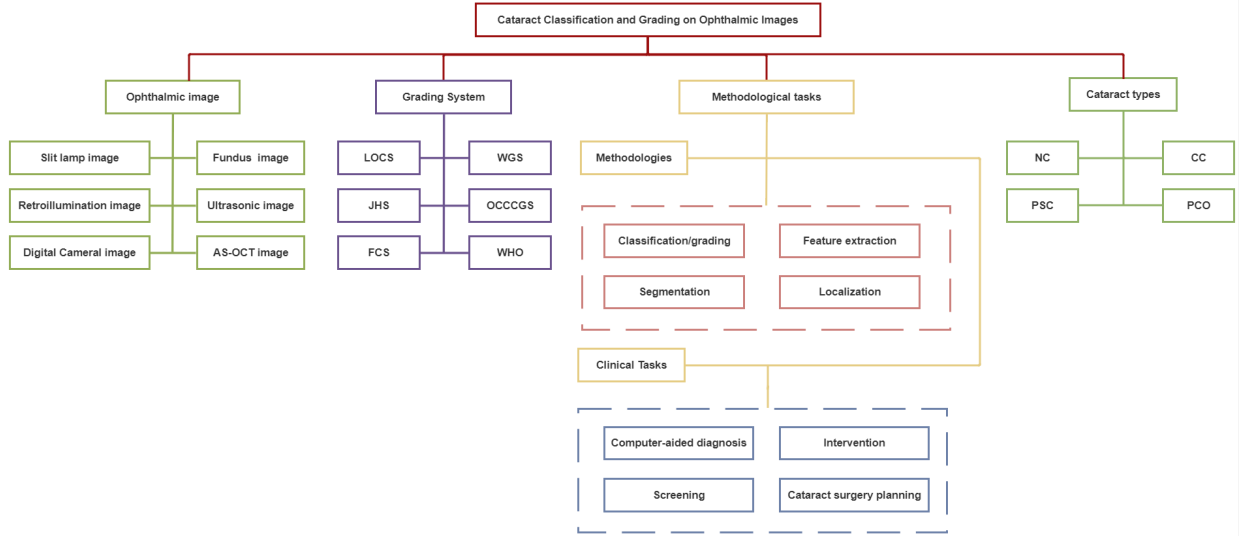 Cataract Classification and Grading on Ophthalmic Images
Ophthalmic image
Grading System
Methodological tasks
Cataract types
Slit lamp image
Fundus image
LOCS
WGS
Methodologies
NC
CC
Retroillumination image
Ultrasonic image
JHS
OCCCGS
PSC
PCO
Classification/grading
Feature extraction
Digital Cameral image
AS-OCT image
FCS
WHO
Segmentation
Localization
Clinical Tasks
Computer-aided diagnosis
Intervention
Screening
Cataract surgery planning